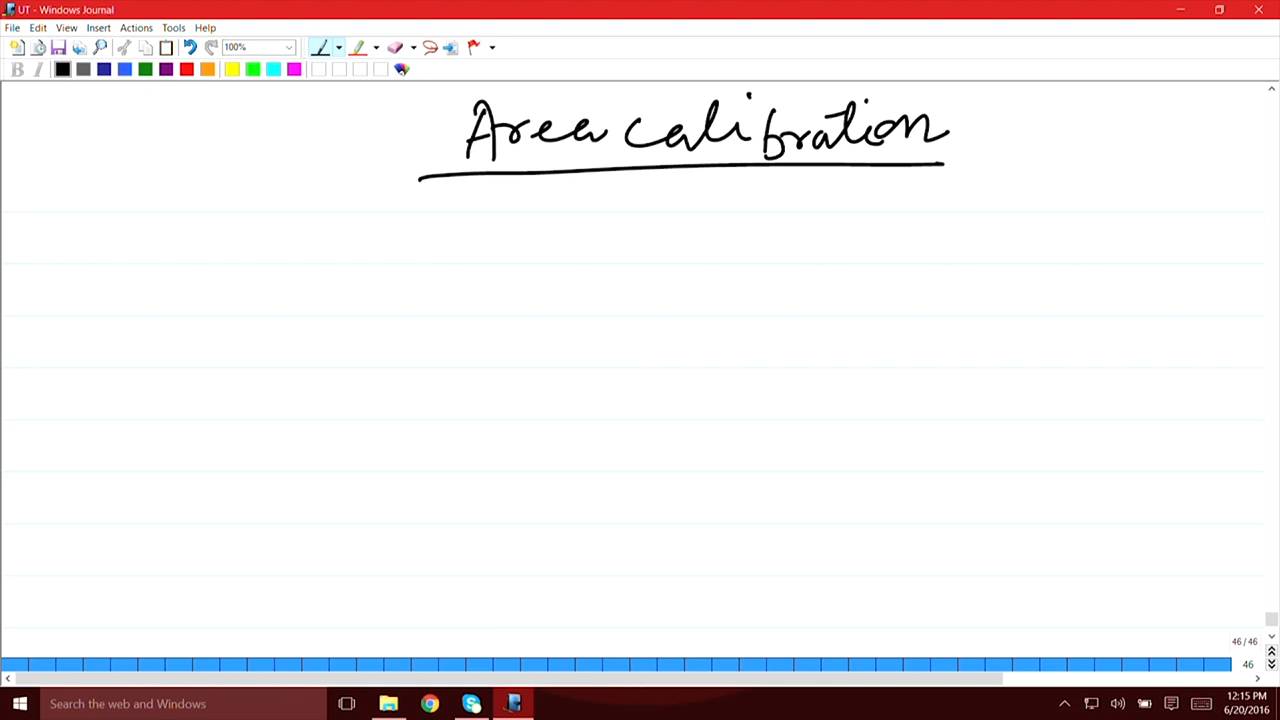 UT - Windows Journal
File Edit View Insert Actions Tools Help
100%
B I
Area calibration
46 / 46
46
Search the web and Windows
12:15 PM
6/20/2016